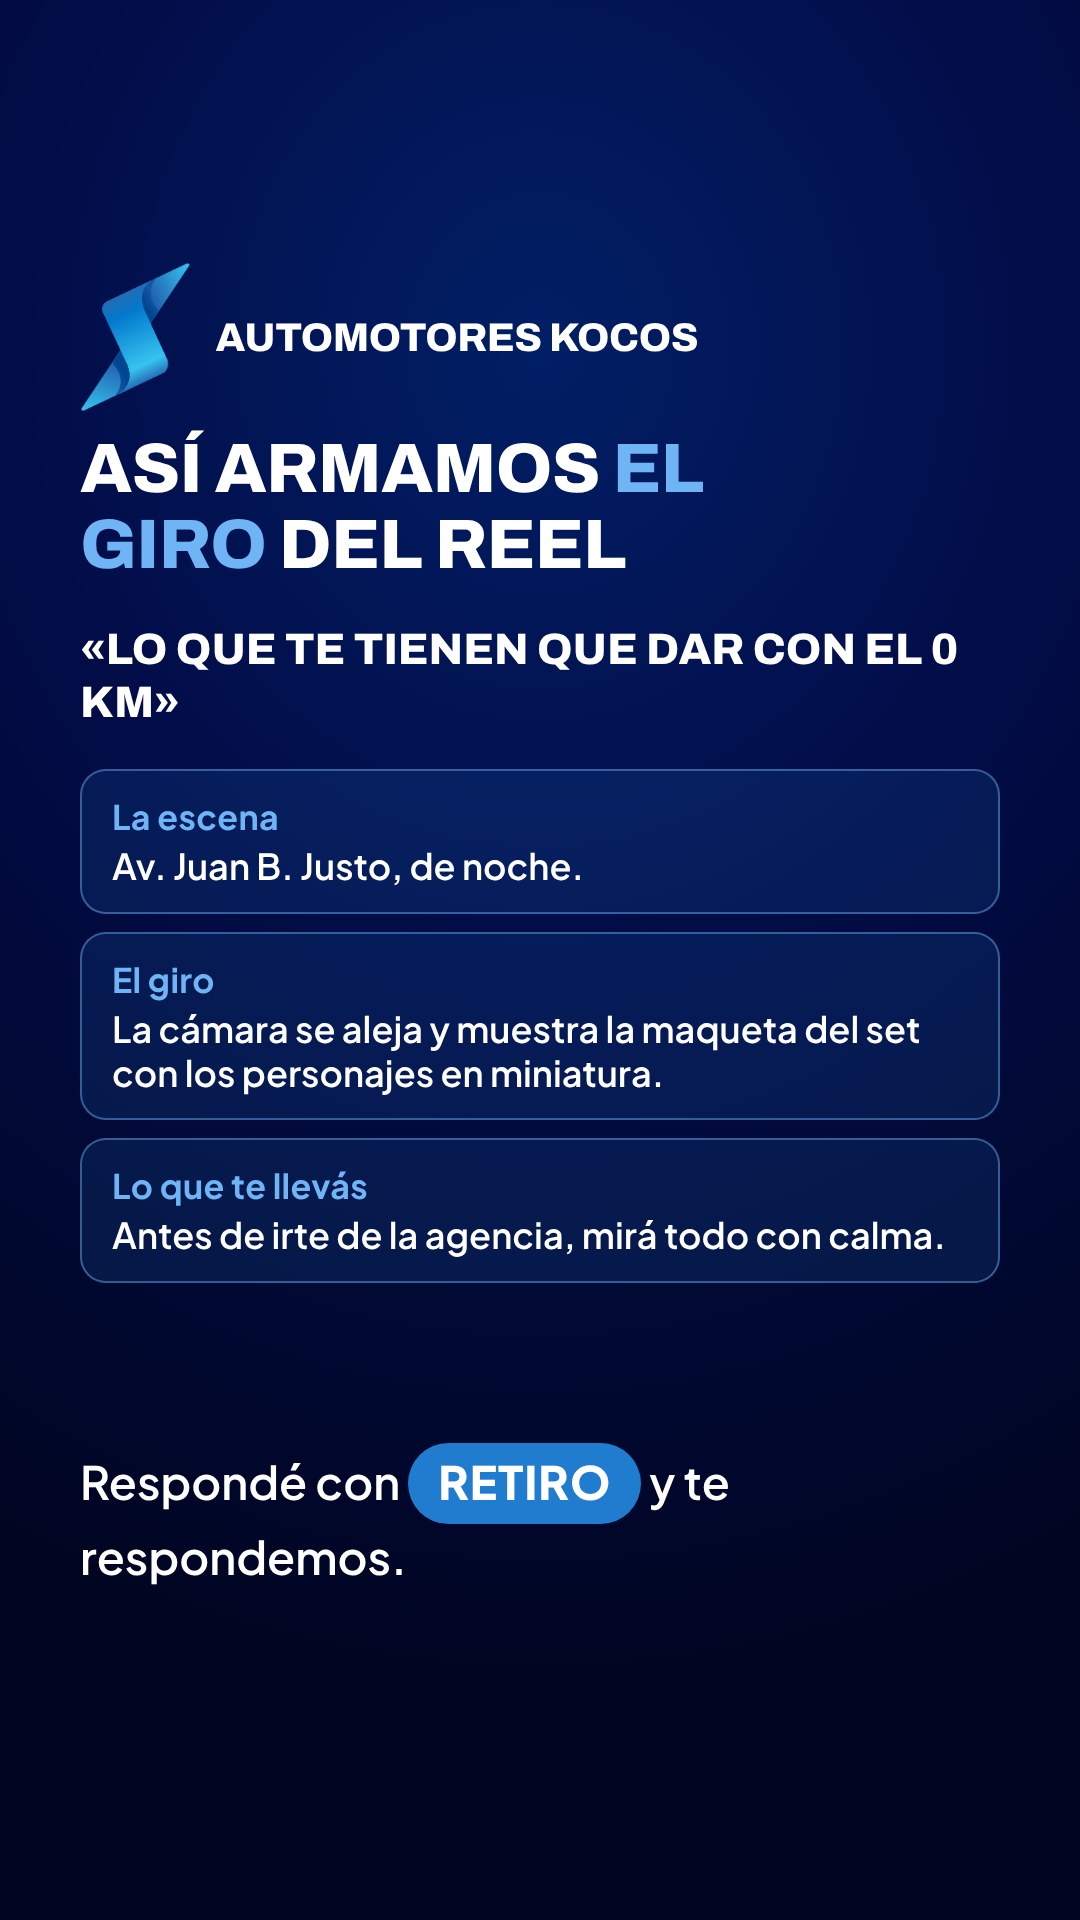 AUTOMOTORES KOCOS
ASÍ ARMAMOS EL
GIRO DEL REEL
«LO QUE TE TIENEN QUE DAR CON EL 0
KM»
La escena
Av. Juan B. Justo, de noche.
El giro
La cámara se aleja y muestra la maqueta del set
con los personajes en miniatura.
Lo que te llevás
Antes de irte de la agencia, mirá todo con calma.
Respondé con RETIRO y te
respondemos.